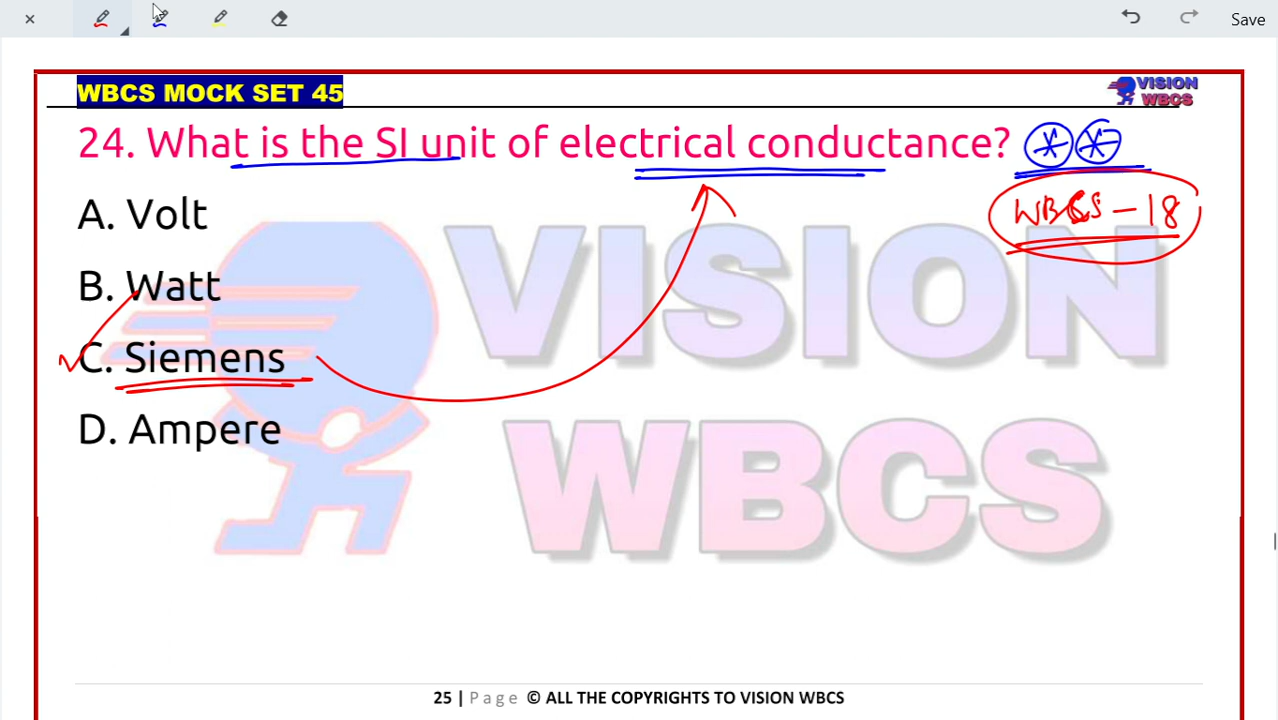 Save
WBCS MOCK SET 45
VISION
WBCS
24. What is the SI unit of electrical conductance?
WBCS - 18
A. Volt
B. Watt
C. Siemens
D. Ampere
VISION
WBCS
25 | Page © ALL THE COPYRIGHTS TO VISION WBCS